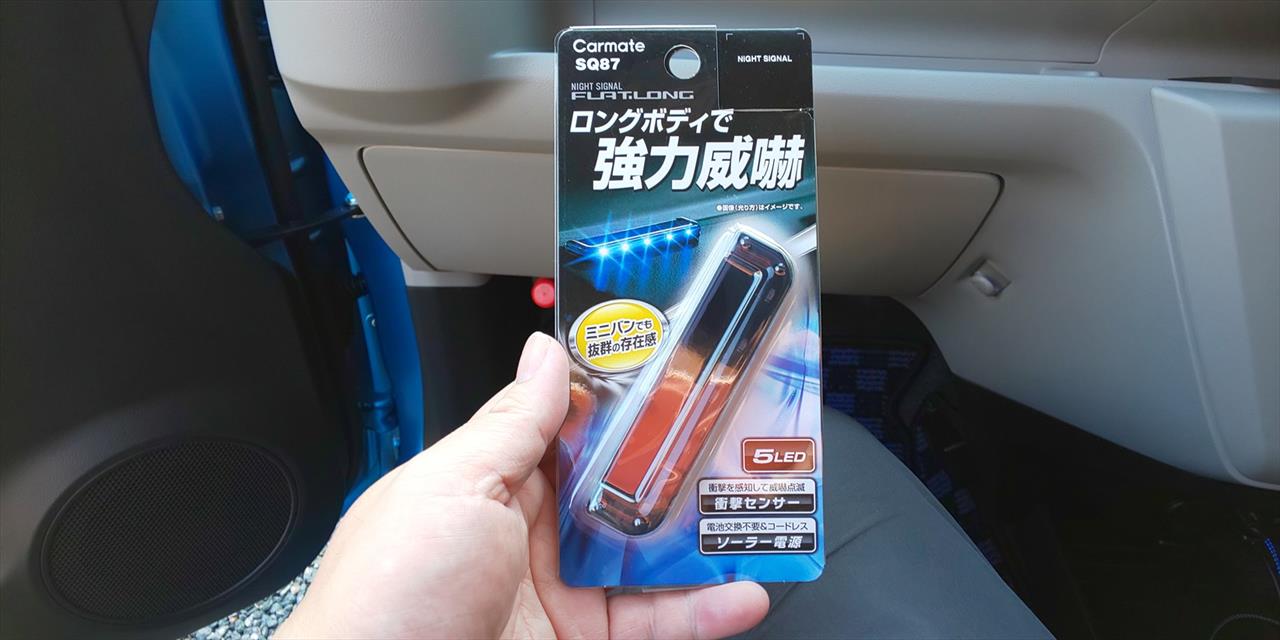 Carmate
SQ87
NIGHT SIGNAL
NIGHT SIGNAL
FLAT.LONG
ロングボディで
強力威嚇
●画像(光り方)はイメージです。
ミニバンでも
抜群の存在感
5LED
衝撃を感知して威嚇点滅
衝撃センサー
電池交換不要&コードレス
ソーラー電源